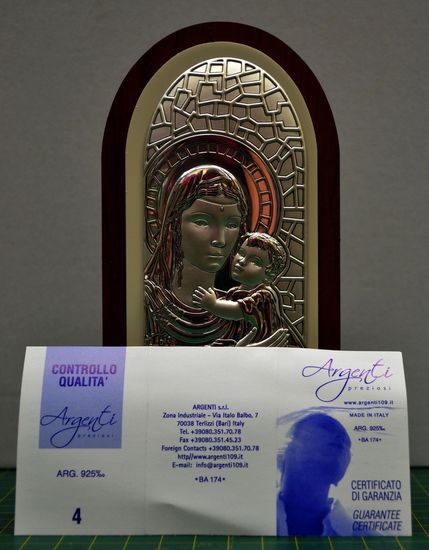 CONTROLLO
QUALITA'
Argenti
preziosi
ARG. 925‰
4
ARGENTI s.r.l.
Zona Industriale – Via Italo Balbo, 7
70038 Terlizzi (Bari) Italy
Tel. +39080.351.70.78
Fax +39080.351.45.23
Foreign Contacts +39080.351.70.78
http//www.argenti109.it
E-mail: info@argenti109.it
*BA 174*
Argenti
preziosi
www.argenti109.it
MADE IN ITALY
ARG. 925‰
*BA 174*
CERTIFICATO
DI GARANZIA
GUARANTEE
CERTIFICATE